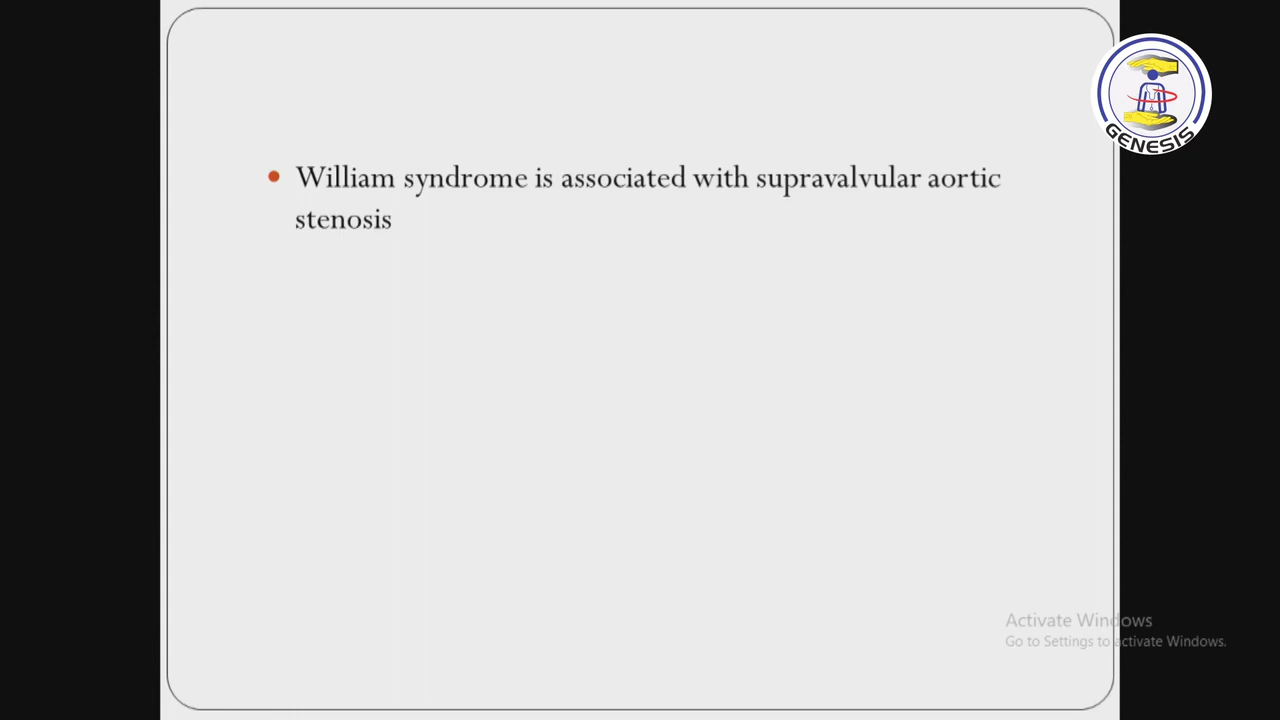 William syndrome is associated with supravalvular aortic
stenosis
GENESIS
Activate Windows
Go to Settings to activate Windows.